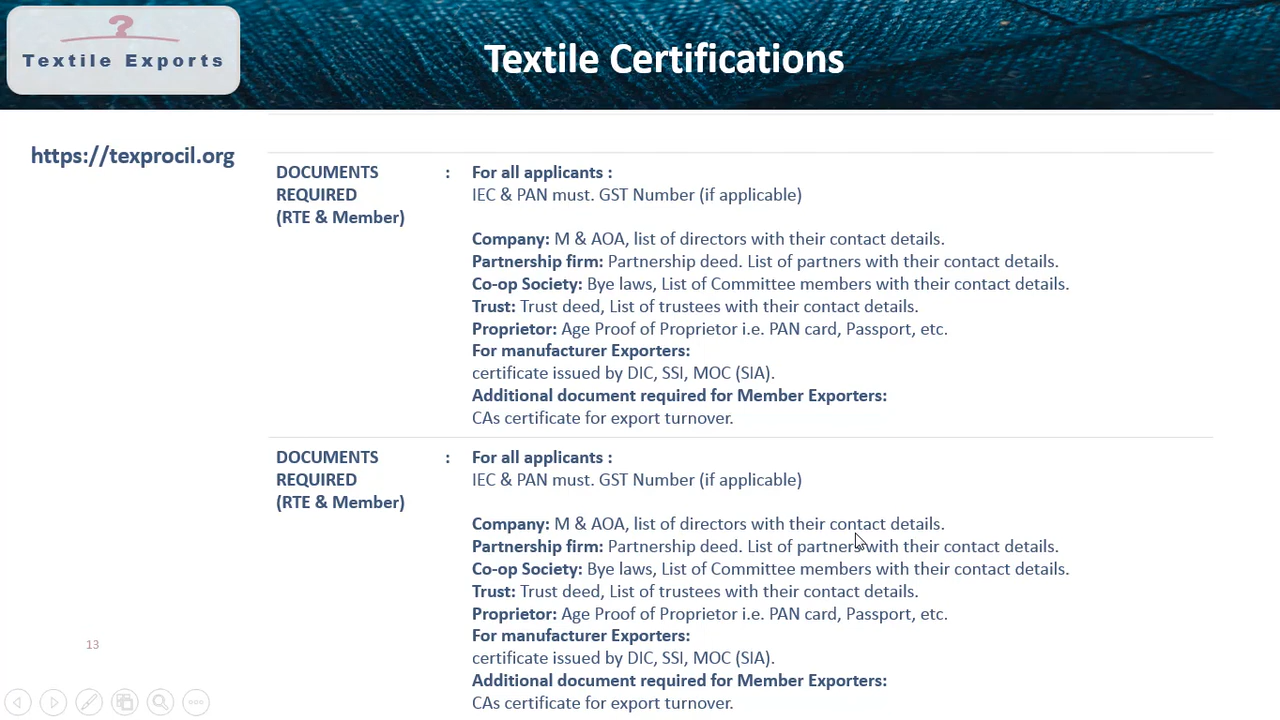 ?
Textile Exports
Textile Certifications
https://texprocil.org
DOCUMENTS
REQUIRED
(RTE & Member)
:
For all applicants :
IEC & PAN must. GST Number (if applicable)
Company: M & AOA, list of directors with their contact details.
Partnership firm: Partnership deed. List of partners with their contact details.
Co-op Society: Bye laws, List of Committee members with their contact details.
Trust: Trust deed, List of trustees with their contact details.
Proprietor: Age Proof of Proprietor i.e. PAN card, Passport, etc.
For manufacturer Exporters:
certificate issued by DIC, SSI, MOC (SIA).
Additional document required for Member Exporters:
CAs certificate for export turnover.
DOCUMENTS
REQUIRED
(RTE & Member)
:
For all applicants :
IEC & PAN must. GST Number (if applicable)
Company: M & AOA, list of directors with their contact details.
Partnership firm: Partnership deed. List of partners with their contact details.
Co-op Society: Bye laws, List of Committee members with their contact details.
Trust: Trust deed, List of trustees with their contact details.
Proprietor: Age Proof of Proprietor i.e. PAN card, Passport, etc.
For manufacturer Exporters:
certificate issued by DIC, SSI, MOC (SIA).
Additional document required for Member Exporters:
CAs certificate for export turnover.
13